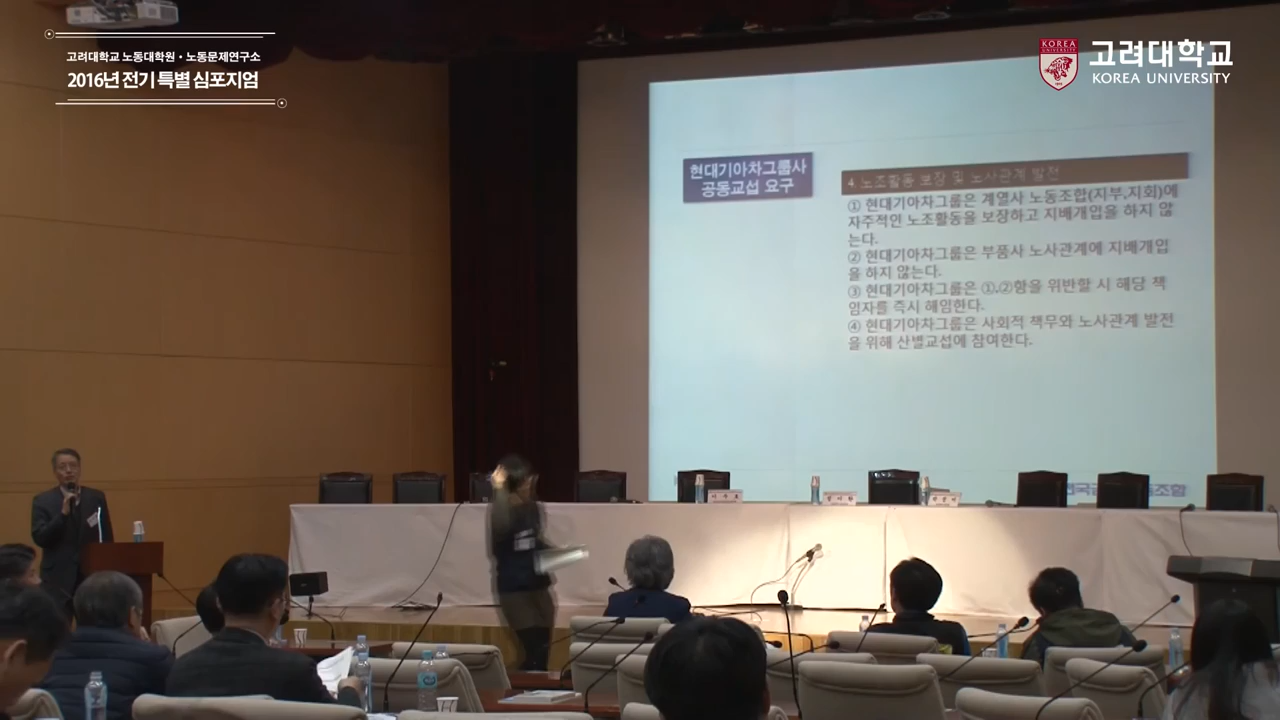 고려대학교 노동대학원 • 노동문제연구소
2016년 전기 특별 심포지엄
KOREA
UNIVERSITY
고려대학교
KOREA UNIVERSITY
현대기아차그룹사
공동교섭 요구
4. 노조활동 보장 및 노사관계 발전
① 현대기아차그룹은 계열사 노동조합(지부,지회)에
자주적인 노조활동을 보장하고 지배개입을 하지 않
는다.
② 현대기아차그룹은 부품사 노사관계에 지배개입
을 하지 않는다.
③ 현대기아차그룹은 ①,②항을 위반할 시 해당 책
임자를 즉시 해임한다.
④ 현대기아차그룹은 사회적 책무와 노사관계 발전
을 위해 산별교섭에 참여한다.